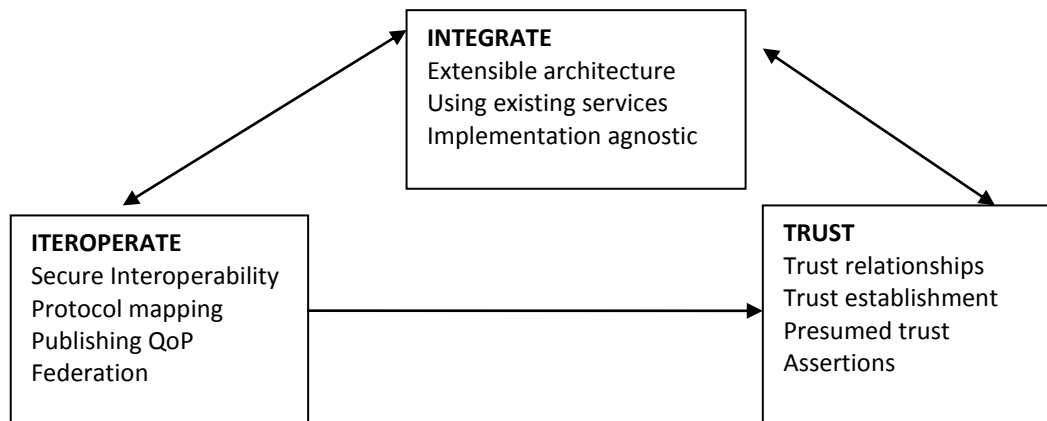 INTEGRATE
Extensible architecture
Using existing services
Implementation agnostic
ITEROPERATE
Secure Interoperability
Protocol mapping
Publishing QoP
Federation
TRUST
Trust relationships
Trust establishment
Presumed trust
Assertions